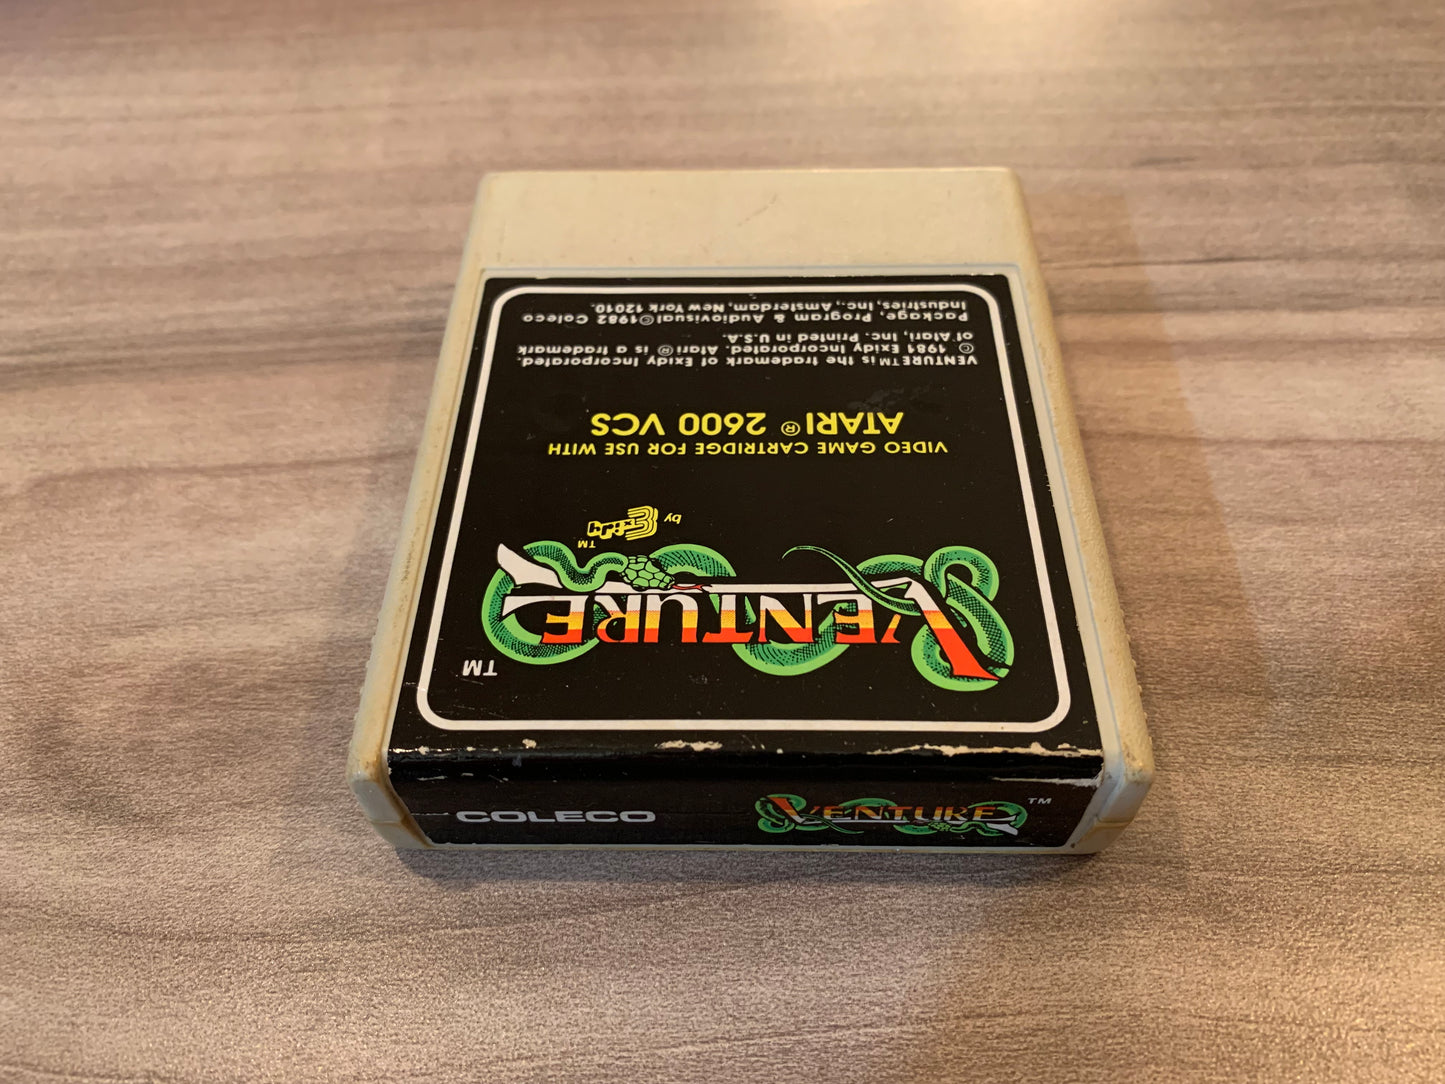 VENTURE
TM
by Exidy
TM
VIDEO GAME CARTRIDGE FOR USE WITH
ATARI® 2600 VCS
VENTURE™ is the trademark of Exidy Incorporated.
© 1981 Exidy Incorporated. Atari® is a trademark
of Atari, Inc. Printed in U.S.A.
Package, Program & Audiovisual ©1982 Coleco
Industries, Inc., Amsterdam, New York 12010.
COLECO VENTURE TM